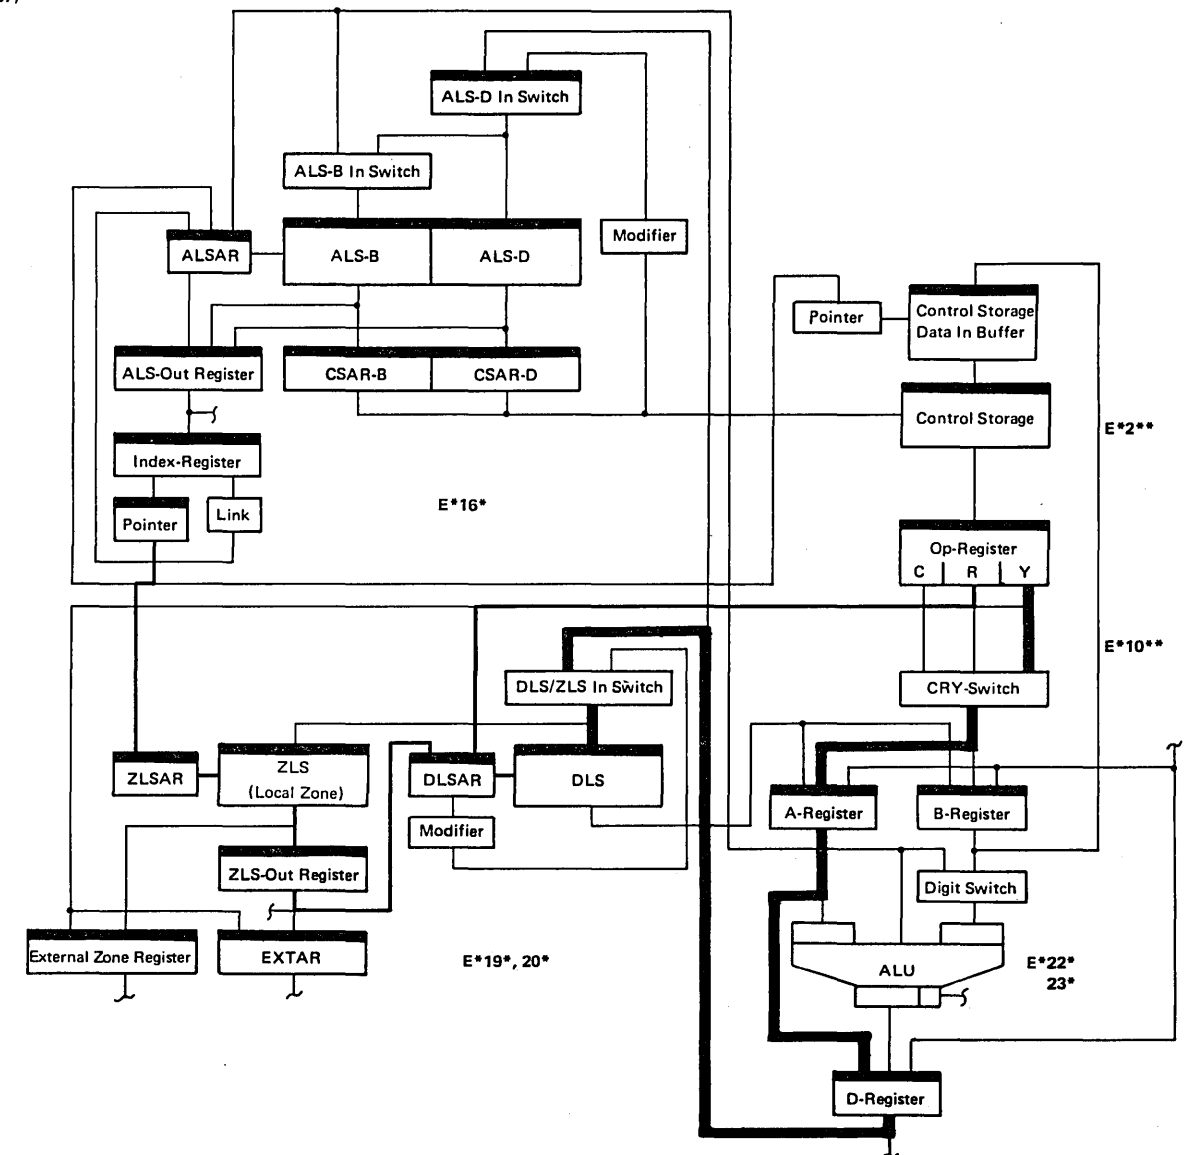 ALS-D In Switch
ALS-B In Switch
Modifier
ALSAR
ALS-B
ALS-D
Pointer
Control Storage
Data In Buffer
ALS-Out Register
CSAR-B
CSAR-D
Control Storage
E*2**
Index-Register
Pointer
Link
E*16*
Op-Register
C R Y
E*10**
DLS/ZLS In Switch
CRY-Switch
ZLSAR
ZLS
(Local Zone)
DLSAR
DLS
A-Register
B-Register
Modifier
ZLS-Out Register
Digit Switch
External Zone Register
EXTAR
E*19*, 20*
ALU
E*22*
23*
D-Register